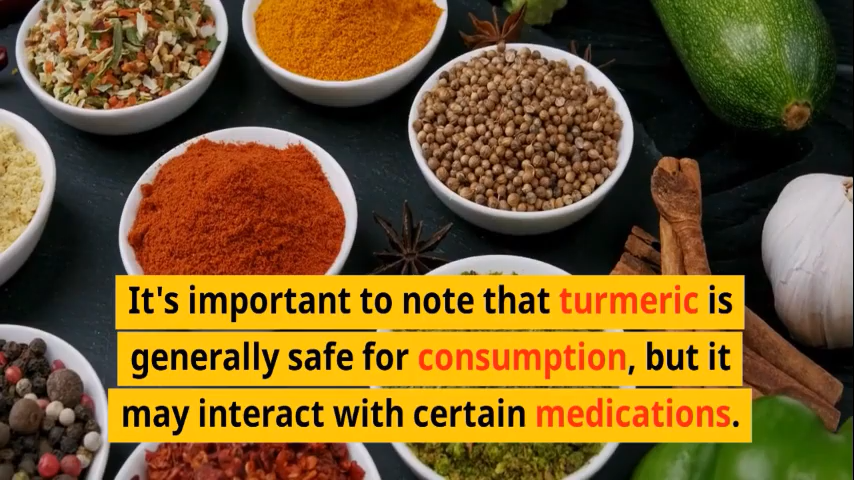 It's important to note that turmeric is
generally safe for consumption, but it
may interact with certain medications.